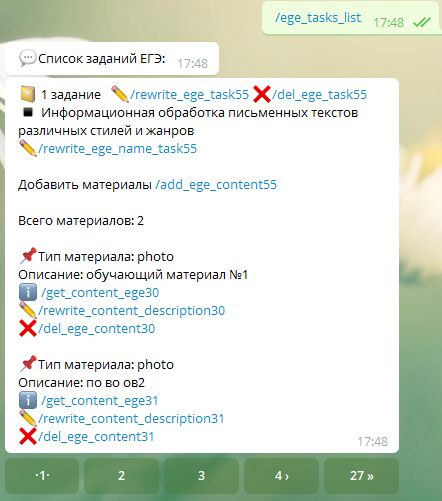 /ege_tasks_list 17:48
💬Список заданий ЕГЭ: 17:48
📒 1 задание ✏️/rewrite_ege_task55 ❌/del_ege_task55
◾ Информационная обработка письменных текстов
различных стилей и жанров
✏️/rewrite_ege_name_task55
Добавить материалы /add_ege_content55
Всего материалов: 2
📌Тип материала: photo
Описание: обучающий материал №1
ℹ️ /get_content_ege30
✏️/rewrite_content_description30
❌/del_ege_content30
📌Тип материала: photo
Описание: по во ов2
ℹ️ /get_content_ege31
✏️/rewrite_content_description31
❌/del_ege_content31
17:48
·1· 2 3 4 › 27 »